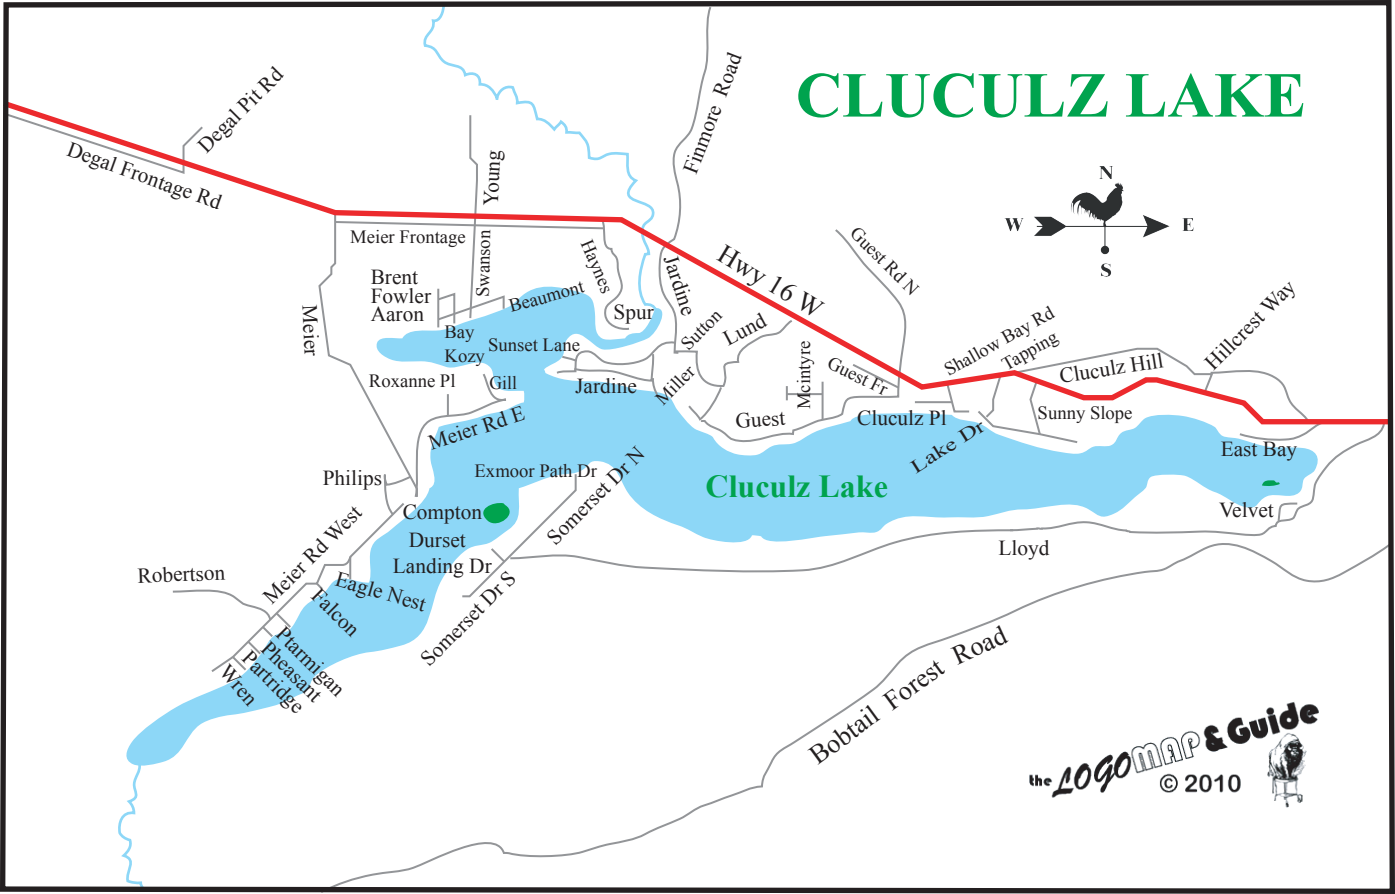 CLUCULZ LAKE
Degal Pit Rd
Degal Frontage Rd
Finmore Road
Young
N
W
E
S
Meier Frontage
Swanson
Haynes
Jardine
Hwy 16 W
Guest Rd N
Brent
Fowler
Aaron
Beaumont
Spur
Meier
Bay
Kozy
Sunset Lane
Sutton
Lund
Shallow Bay Rd
Tapping
Hillcrest Way
Roxanne Pl
Gill
Jardine
Miller
Mcintyre
Guest Fr
Cluculz Hill
Meier Rd E
Guest
Cluculz Pl
Sunny Slope
Lake Dr
East Bay
Philips
Exmoor Path Dr
Somerset Dr N
Cluculz Lake
Compton
Velvet
Meier Rd West
Durset
Landing Dr
Lloyd
Robertson
Eagle Nest
Falcon
Somerset Dr S
Ptarmigan
Pheasant
Partridge
Wren
Bobtail Forest Road
the LOGOMAP & Guide
© 2010